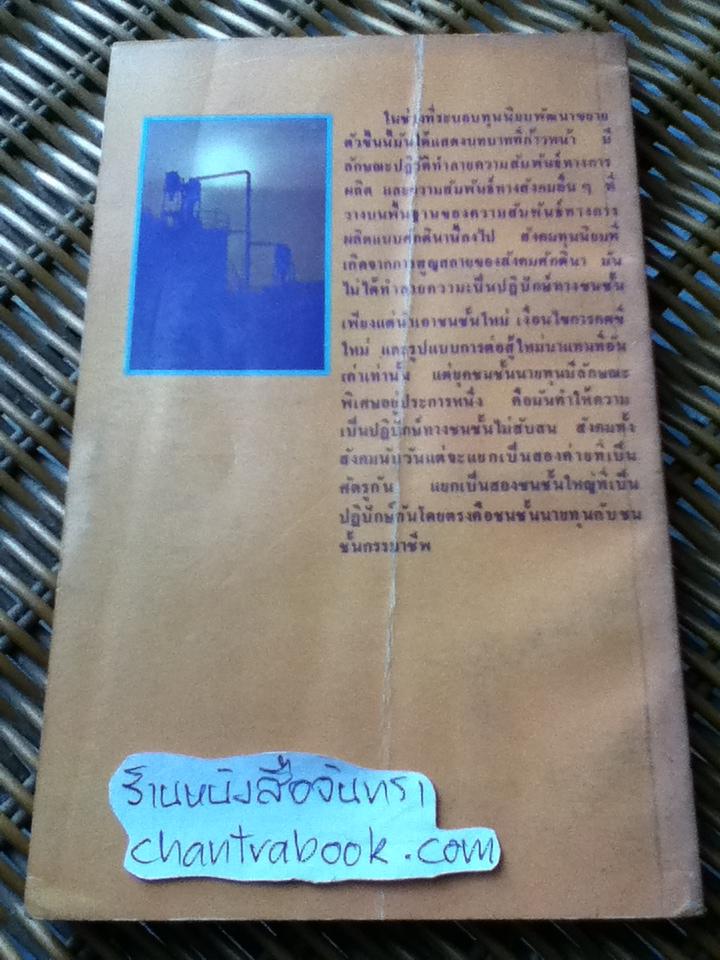 ในช่วงที่ระบอบทุนนิยมพัฒนาขยาย
ตัวขึ้นนี้มันได้แสดงบทบาทที่ก้าวหน้า มี
ลักษณะปฏิวัติทำลายความสัมพันธ์ทางการ
ผลิต และความสัมพันธ์ทางสังคมอื่น ๆ ที่
วางบนพื้นฐานของความสัมพันธ์ทางการ
ผลิตแบบศักดินานี้ลงไป สังคมทุนนิยมที่
เกิดจากการสูญสลายของสังคมศักดินา มัน
ไม่ได้ทำลายความเป็นปฏิปักษ์ทางชนชั้น
เพียงแต่นำเอาชนชั้นใหม่ เงื่อนไขการกดขี่
ใหม่ และรูปแบบการต่อสู้ใหม่มาแทนที่อัน
เก่าเท่านั้น แต่ยุคชนชั้นนายทุนมีลักษณะ
พิเศษอยู่ประการหนึ่ง คือมันทำให้ความ
เป็นปฏิปักษ์ทางชนชั้นไม่สับสน สังคมทั้ง
สังคมนับวันแต่จะแยกเป็นสองค่ายที่เป็น
ศัตรูกัน แยกเป็นสองชนชั้นใหญ่ที่เป็น
ปฏิปักษ์กันโดยตรงคือชนชั้นนายทุนกับชน
ชั้นกรรมาชีพ
ร้านหนังสือจันทรา
chantrabook.com